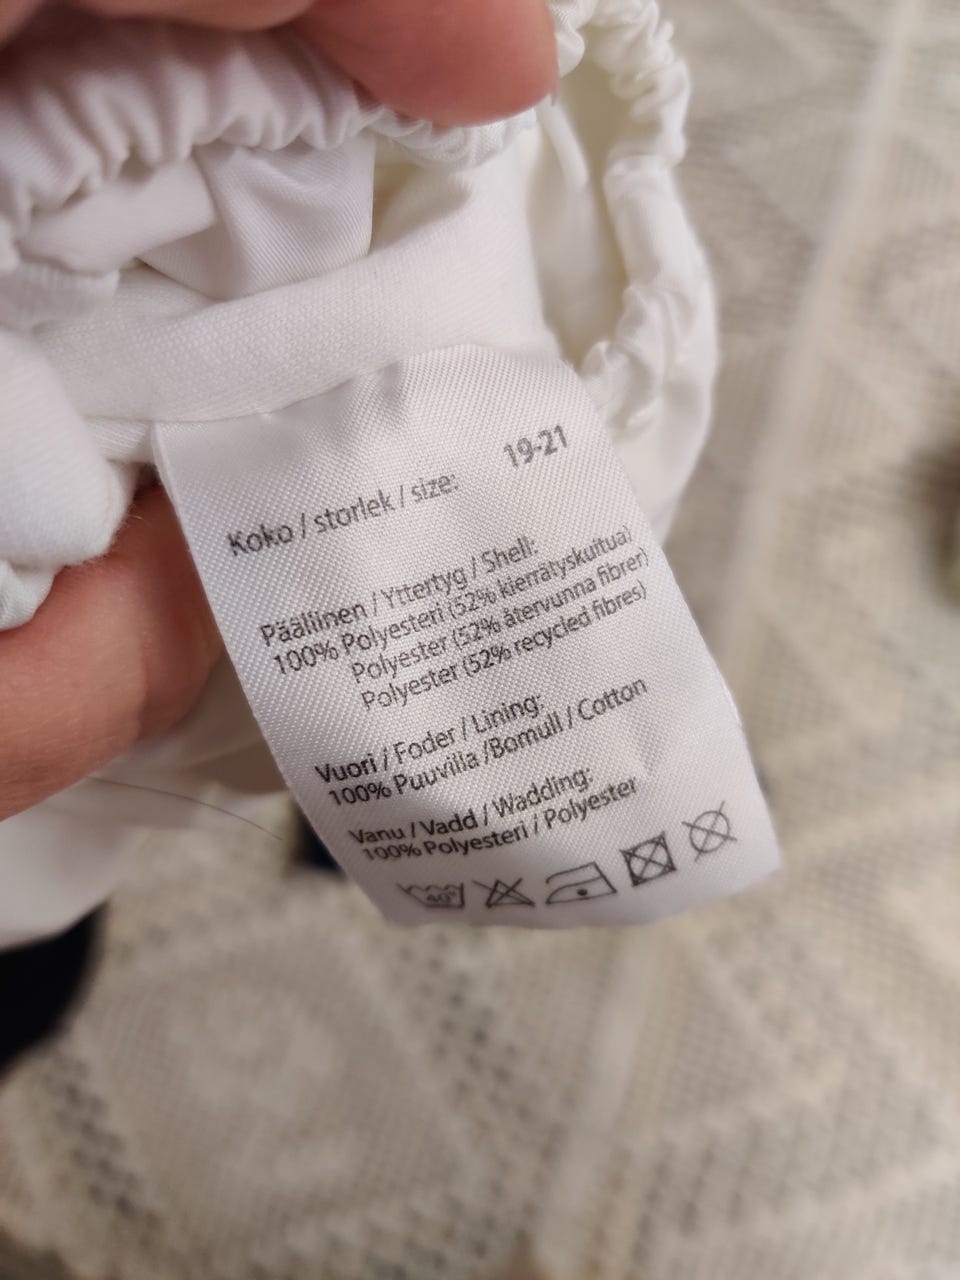 Koko / storlek / size: 19-21
Päällinen / Yttertyg / Shell:
100% Polyesteri (52% kierrätyskuitua)
Polyester (52% återvunna fibrer)
Polyester (52% recycled fibres)
Vuori / Foder / Lining:
100% Puuvilla /Bomull / Cotton
Vanu / Vadd / Wadding:
100% Polyesteri / Polyester
40°